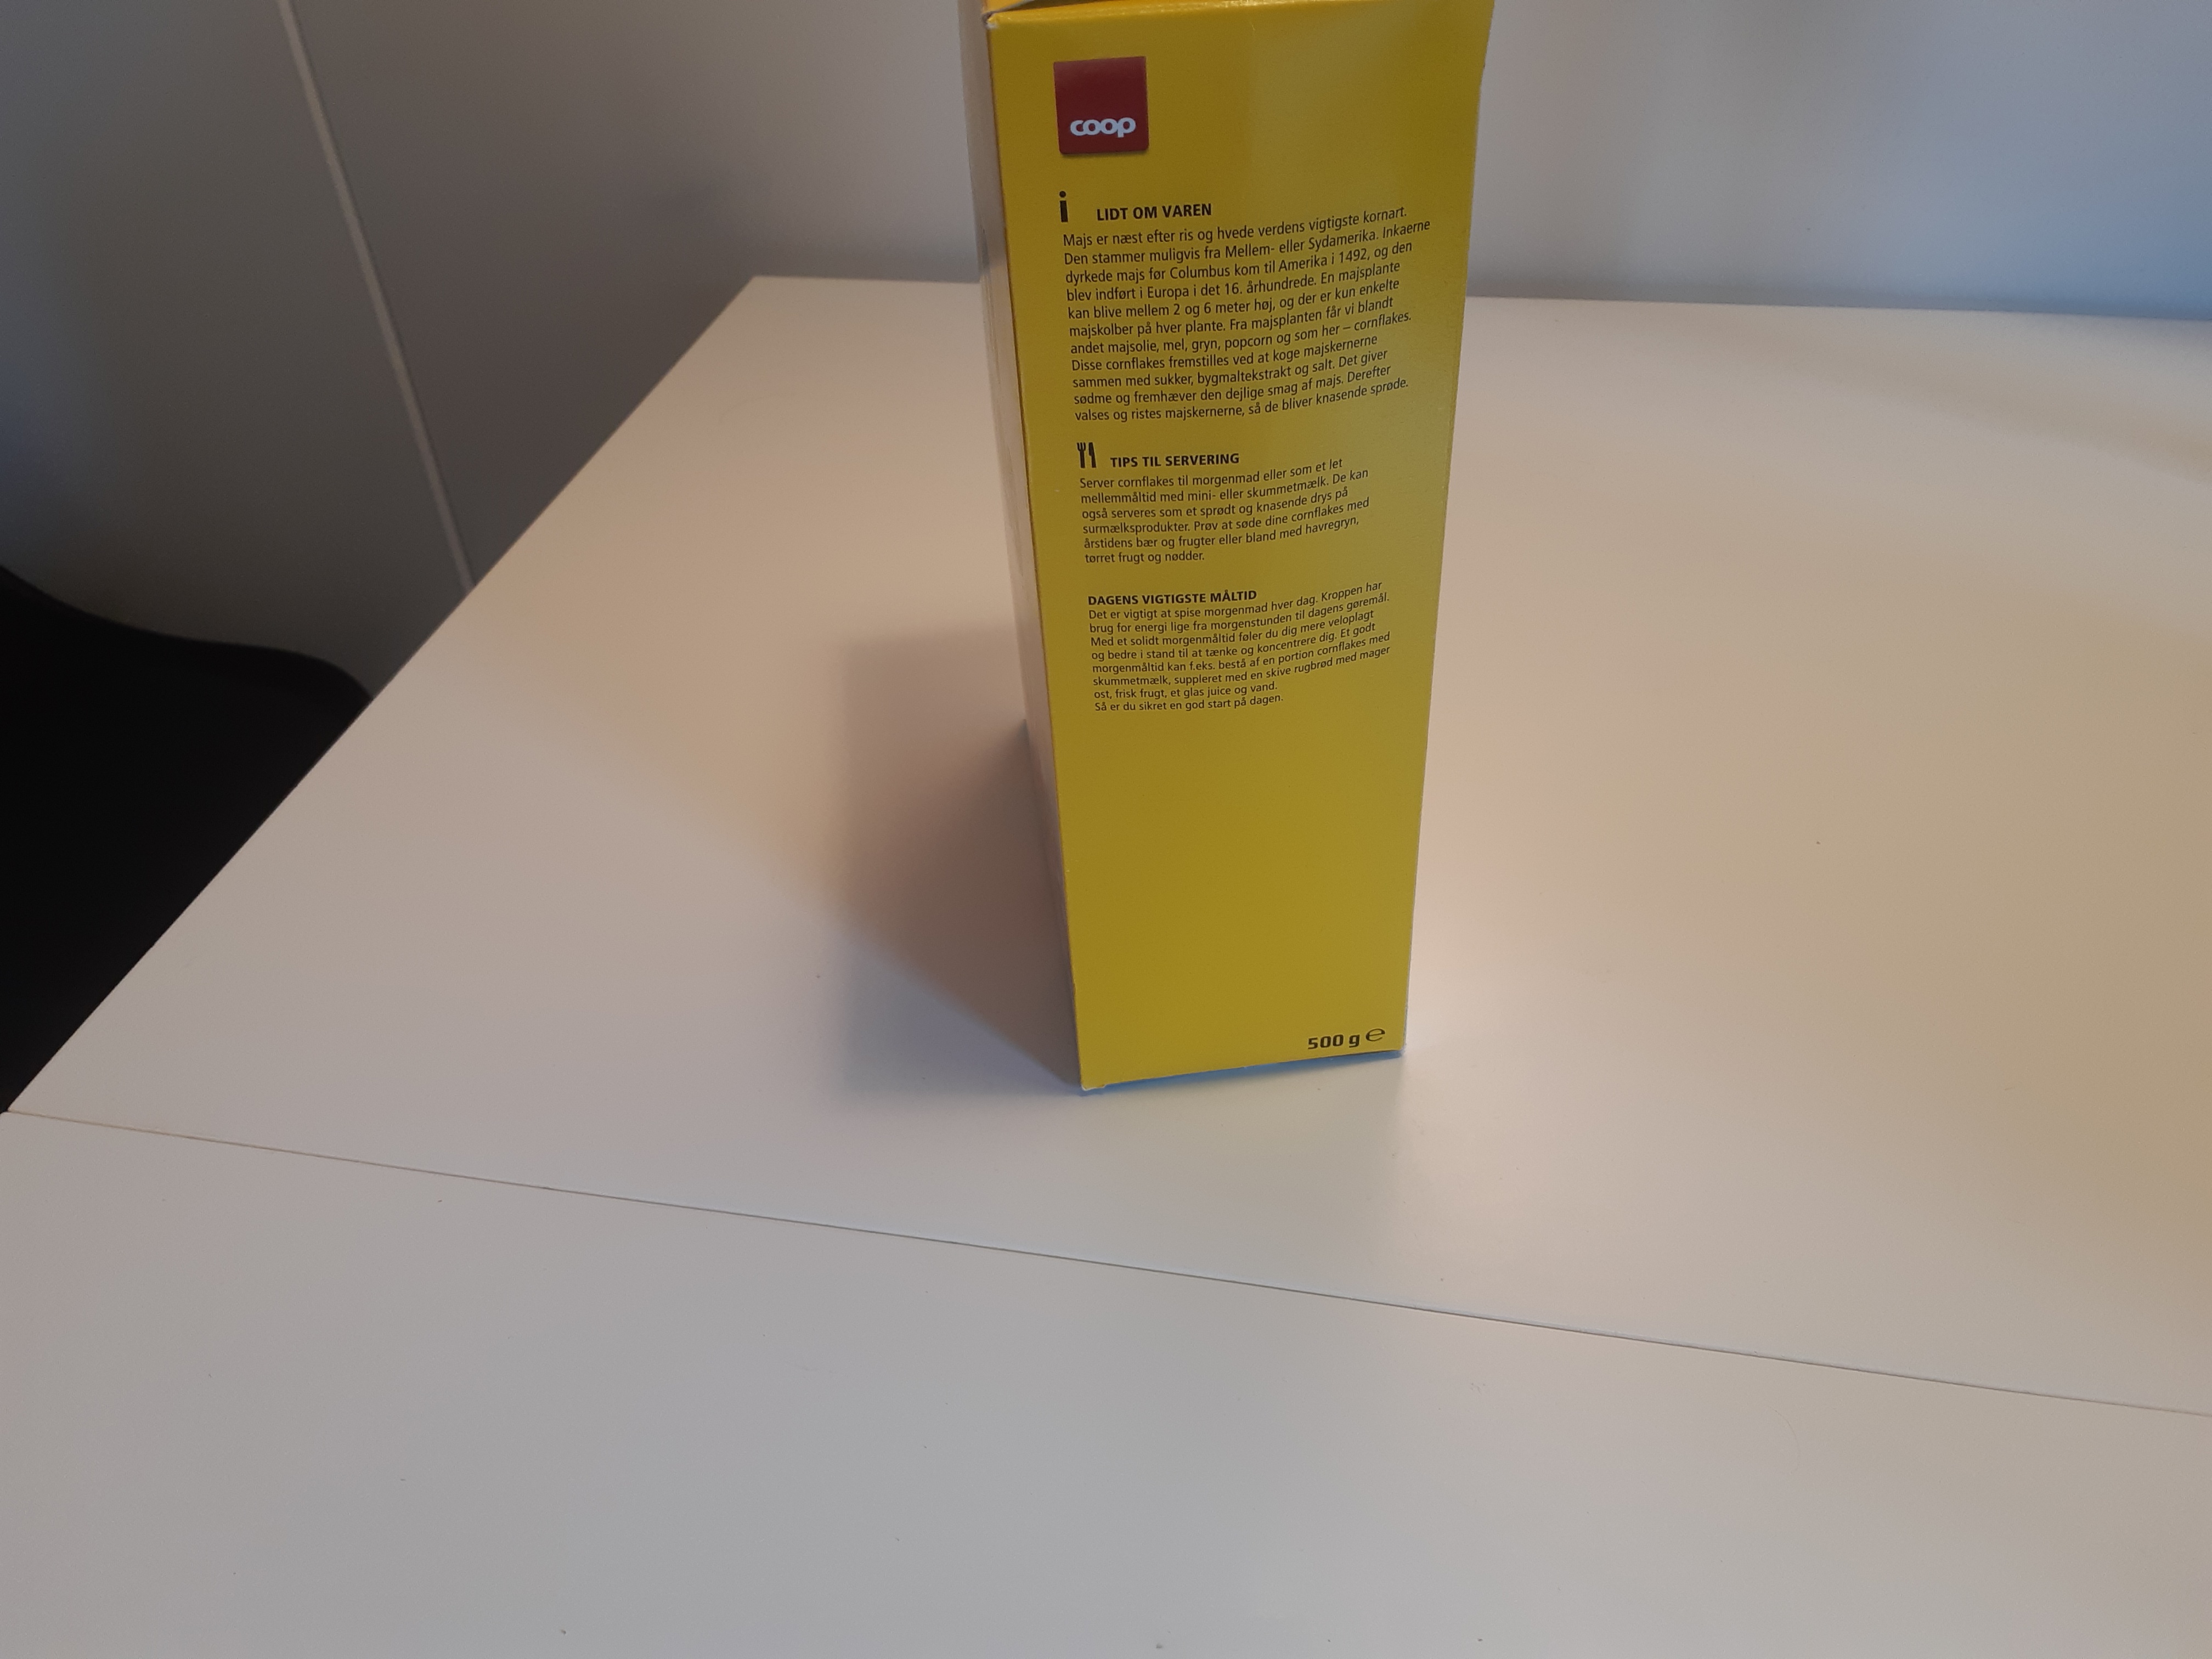 coop
i LIDT OM VAREN
Majs er næst efter ris og hvede verdens vigtigste kornart.
Den stammer muligvis fra Mellem- eller Sydamerika. Inkaerne
dyrkede majs før Columbus kom til Amerika i 1492, og den
blev indført i Europa i det 16. århundrede. En majsplante
kan blive mellem 2 og 6 meter høj, og der er kun enkelte
majskolber på hver plante. Fra majsplanten får vi blandt
andet majsolie, mel, gryn, popcorn og som her – cornflakes.
Disse cornflakes fremstilles ved at koge majskernerne
sammen med sukker, bygmaltekstrakt og salt. Det giver
sødme og fremhæver den dejlige smag af majs. Derefter
valses og ristes majskernerne, så de bliver knasende sprøde.
TIPS TIL SERVERING
Server cornflakes til morgenmad eller som et let
mellemmåltid med mini- eller skummetmælk. De kan
også serveres som et sprødt og knasende drys på
surmælksprodukter. Prøv at søde dine cornflakes med
årstidens bær og frugter eller bland med havregryn,
tørret frugt og nødder.
DAGENS VIGTIGSTE MÅLTID
Det er vigtigt at spise morgenmad hver dag. Kroppen har
brug for energi lige fra morgenstunden til dagens gøremål.
Med et solidt morgenmåltid føler du dig mere veloplagt
og bedre i stand til at tænke og koncentrere dig. Et godt
morgenmåltid kan f.eks. bestå af en portion cornflakes med
skummetmælk, suppleret med en skive rugbrød med mager
ost, frisk frugt, et glas juice og vand.
Så er du sikret en god start på dagen.
500 g ℮